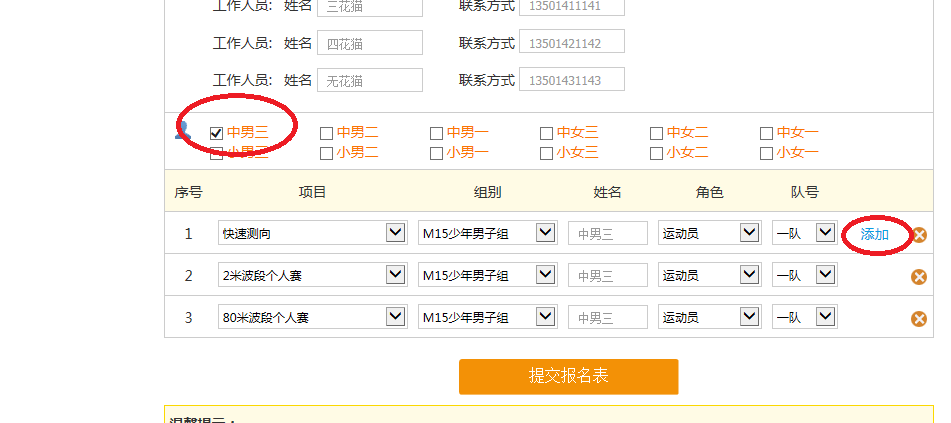 工作人员: 姓名 三花猫 联系方式 13501411141
工作人员: 姓名 四花猫 联系方式 13501421142
工作人员: 姓名 无花猫 联系方式 13501431143
中男三 中男二 中男一 中女三 中女二 中女一
小男三 小男二 小男一 小女三 小女二 小女一
序号 项目 组别 姓名 角色 队号
1 快速测向 M15少年男子组 中男三 运动员 一队 添加
2 2米波段个人赛 M15少年男子组 中男三 运动员 一队
3 80米波段个人赛 M15少年男子组 中男三 运动员 一队
提交报名表
温馨提示：